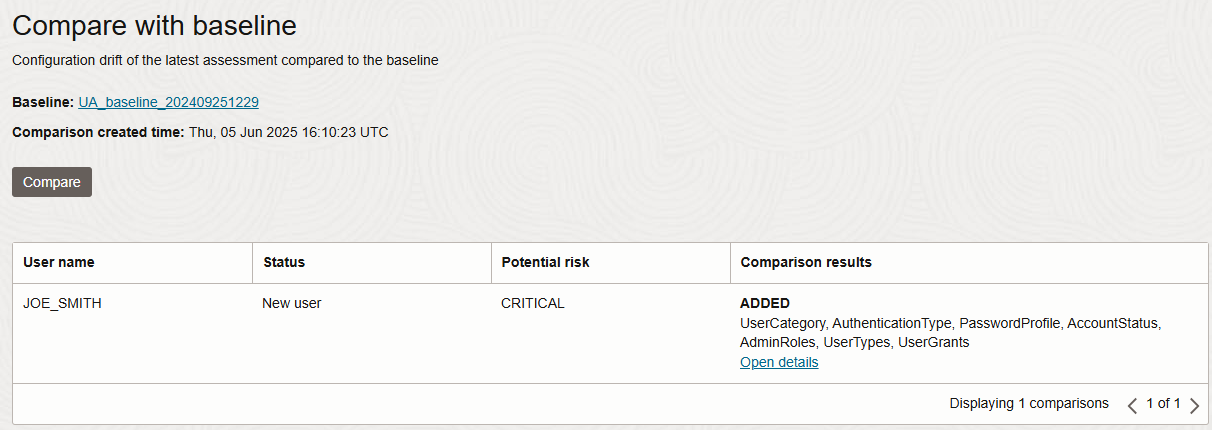 Compare with baseline
Configuration drift of the latest assessment compared to the baseline
Baseline: UA_baseline_202409251229
Comparison created time: Thu, 05 Jun 2025 16:10:23 UTC
Compare
User name Status Potential risk Comparison results
JOE_SMITH New user CRITICAL ADDED
UserCategory, AuthenticationType, PasswordProfile, AccountStatus,
AdminRoles, UserTypes, UserGrants
Open details
Displaying 1 comparisons 1 of 1